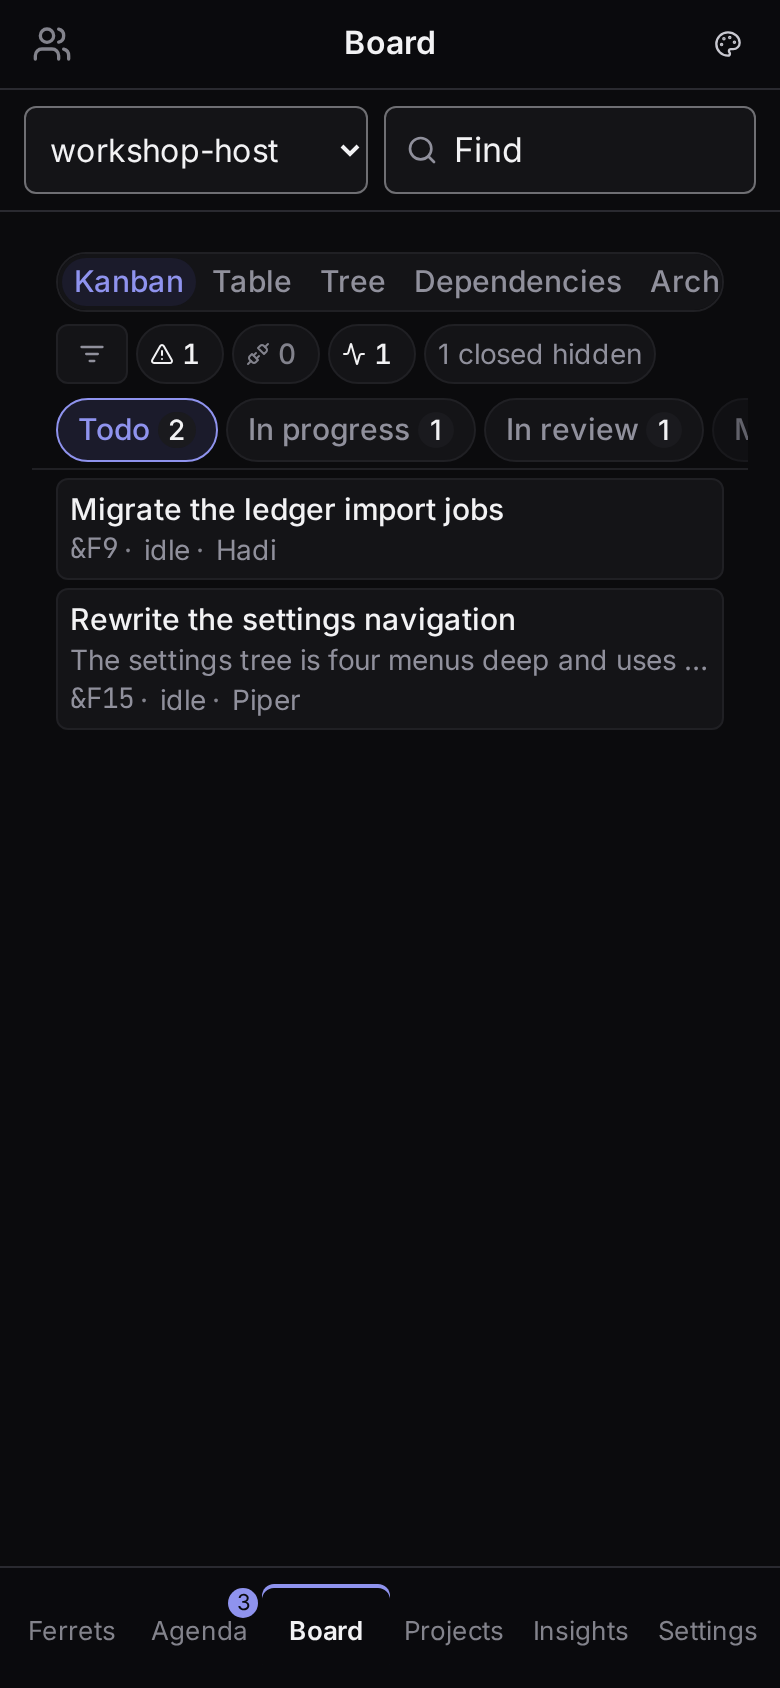 Board
workshop-host
Find
Kanban Table Tree Dependencies Arch
1 0 1 1 closed hidden
Todo 2 In progress 1 In review 1 M
Migrate the ledger import jobs
&F9 · idle · Hadi
Rewrite the settings navigation
The settings tree is four menus deep and uses ...
&F15 · idle · Piper
3
Ferrets Agenda Board Projects Insights Settings